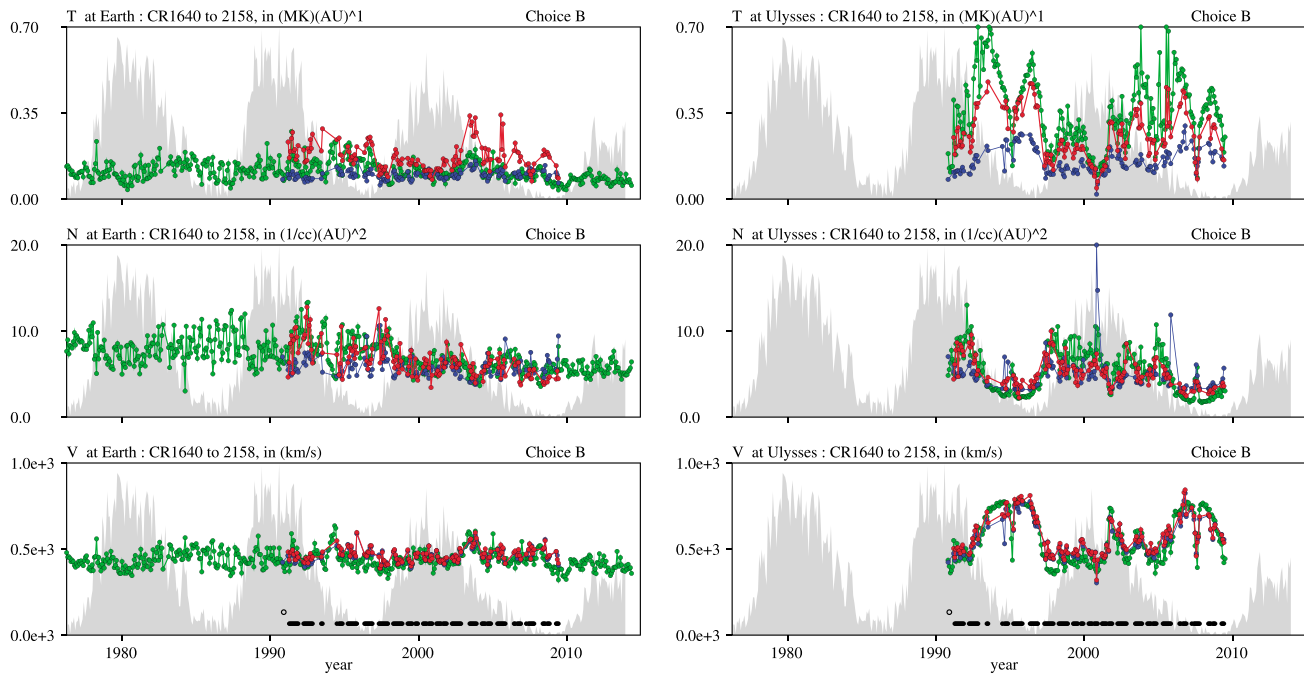 T at Earth : CR1640 to 2158, in (MK)(AU)^1 Choice B
0.70
0.35
0.00
N at Earth : CR1640 to 2158, in (1/cc)(AU)^2 Choice B
20.0
10.0
0.0
V at Earth : CR1640 to 2158, in (km/s) Choice B
1.0e+3
0.5e+3
0.0e+3
1980 1990 2000 2010
year
T at Ulysses : CR1640 to 2158, in (MK)(AU)^1 Choice B
0.70
0.35
0.00
N at Ulysses : CR1640 to 2158, in (1/cc)(AU)^2 Choice B
20.0
10.0
0.0
V at Ulysses : CR1640 to 2158, in (km/s) Choice B
1.0e+3
0.5e+3
0.0e+3
1980 1990 2000 2010
year